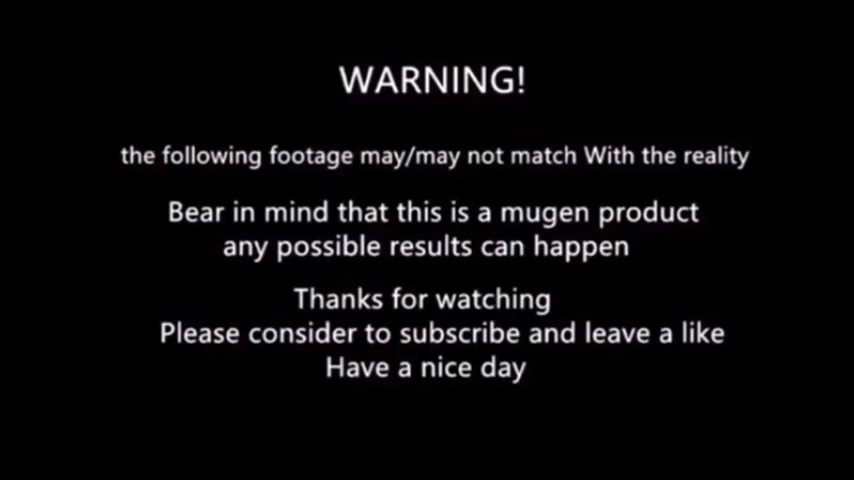 WARNING!
the following footage may/may not match With the reality
Bear in mind that this is a mugen product
any possible results can happen
Thanks for watching
Please consider to subscribe and leave a like
Have a nice day